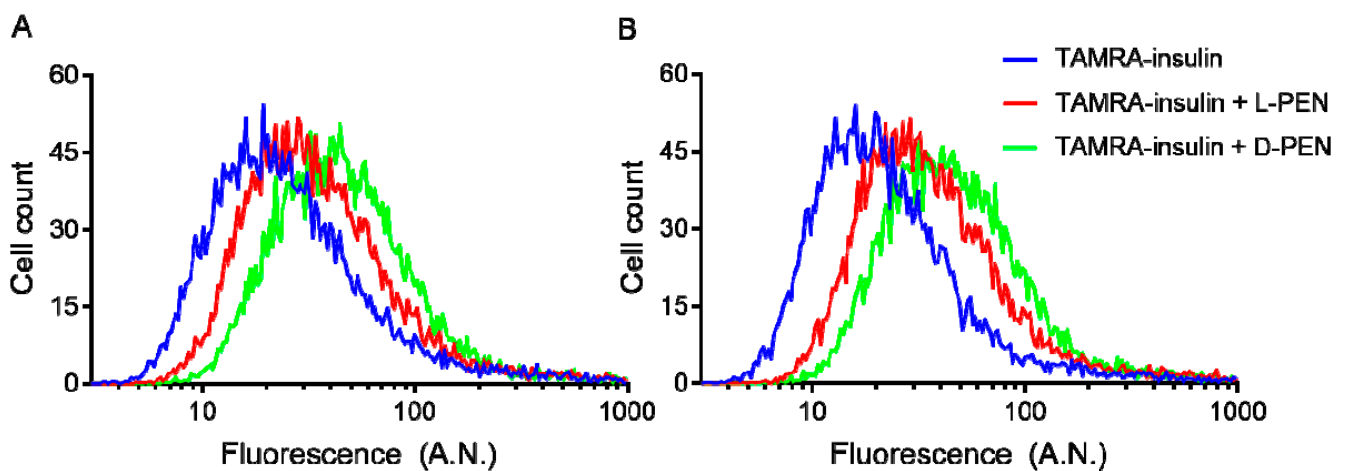 A
60
45
30
15
0
Cell count
10
100
1000
Fluorescence (A.N.)
B
60
45
30
15
0
Cell count
10
100
1000
Fluorescence (A.N.)
TAMRA-insulin
TAMRA-insulin + L-PEN
TAMRA-insulin + D-PEN